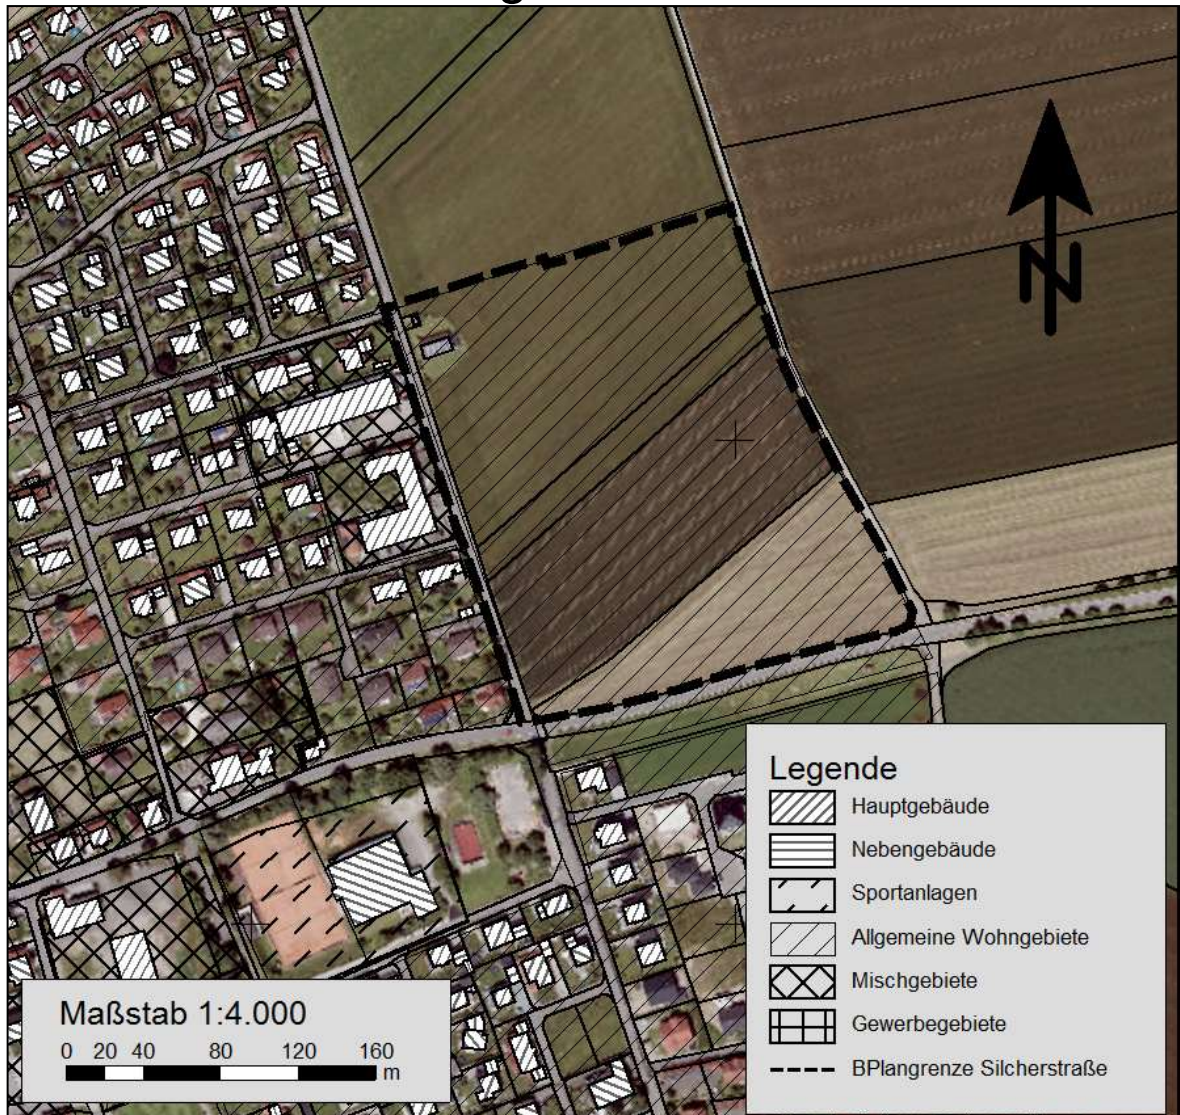 N
Legende
Hauptgebäude
Nebengebäude
Sportanlagen
Allgemeine Wohngebiete
Mischgebiete
Gewerbegebiete
BPlangrenze Silcherstraße
Maßstab 1:4.000
0 20 40 80 120 160
m